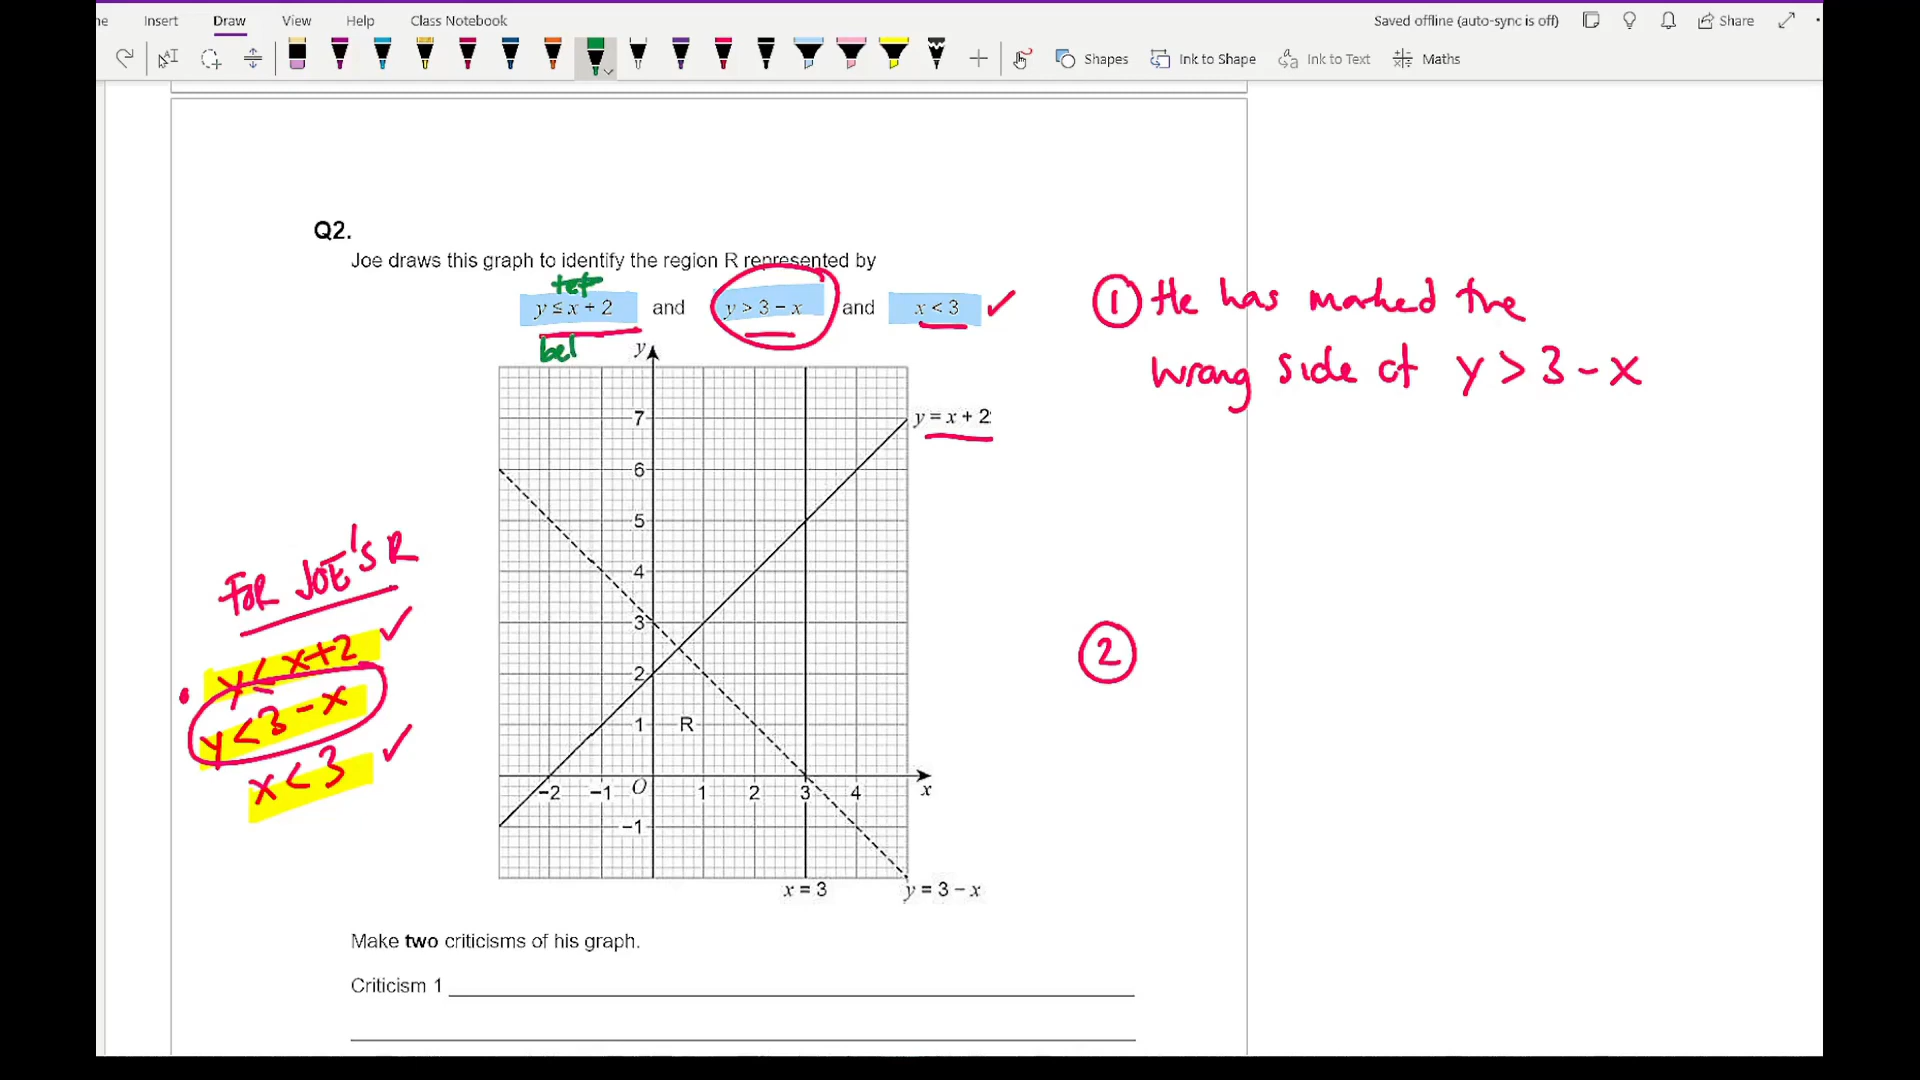 ne Insert Draw View Help Class Notebook Saved offline (auto-sync is off) Share
Shapes Ink to Shape Ink to Text Maths
Q2.
Joe draws this graph to identify the region R represented by
y ≤ x + 2 and y > 3 − x and x < 3 ✓
bel
y
7
6
5
4
3
2
1
−1
−2 −1 O 1 2 3 4 x
R
y = x + 2
x = 3 y = 3 − x
FOR JOE'S R
y < x+2 ✓
y < 3 - x
x < 3 ✓
① He has marked the
wrong side of y > 3 - x
②
Make two criticisms of his graph.
Criticism 1